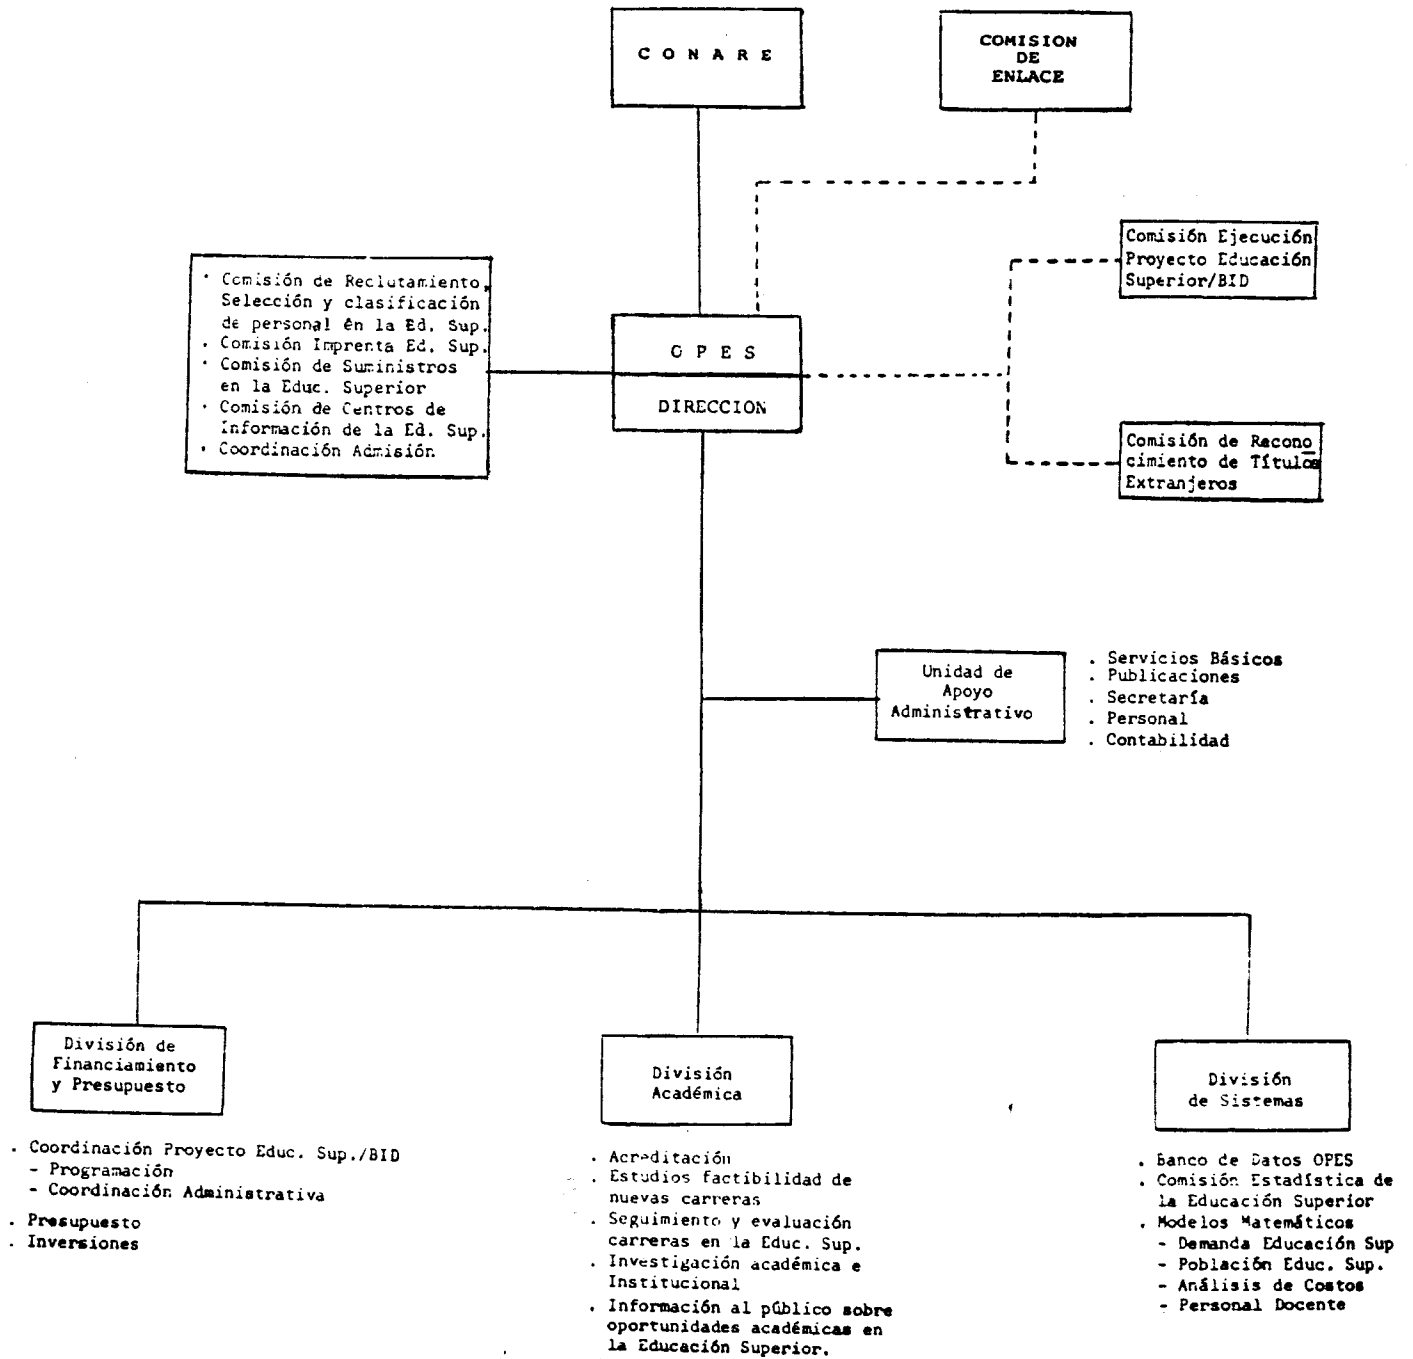 C O N A R E
COMISION
DE
ENLACE
Comisión Ejecución
Proyecto Educación
Superior/BID
· Comisión de Reclutamiento,
Selección y clasificación
de personal en la Ed. Sup.
. Comisión Imprenta Ed. Sup.
· Comisión de Suministros
en la Educ. Superior
· Comisión de Centros de
Información de la Ed. Sup.
· Coordinación Admisión
O P E S
DIRECCION
Comisión de Recono
cimiento de Títulos
Extranjeros
Unidad de
Apoyo
Administrativo
. Servicios Básicos
. Publicaciones
. Secretaría
. Personal
. Contabilidad
División de
Financiamiento
y Presupuesto
. Coordinación Proyecto Educ. Sup./BID
- Programación
- Coordinación Administrativa
. Presupuesto
. Inversiones
División
Académica
. Acreditación
. Estudios factibilidad de
nuevas carreras
. Seguimiento y evaluación
carreras en la Educ. Sup.
. Investigación académica e
Institucional
. Información al público sobre
oportunidades académicas en
la Educación Superior.
División
de Sistemas
. Banco de Datos OPES
. Comisión Estadística de
la Educación Superior
. Modelos Matemáticos
- Demanda Educación Sup
- Población Educ. Sup.
- Análisis de Costos
- Personal Docente